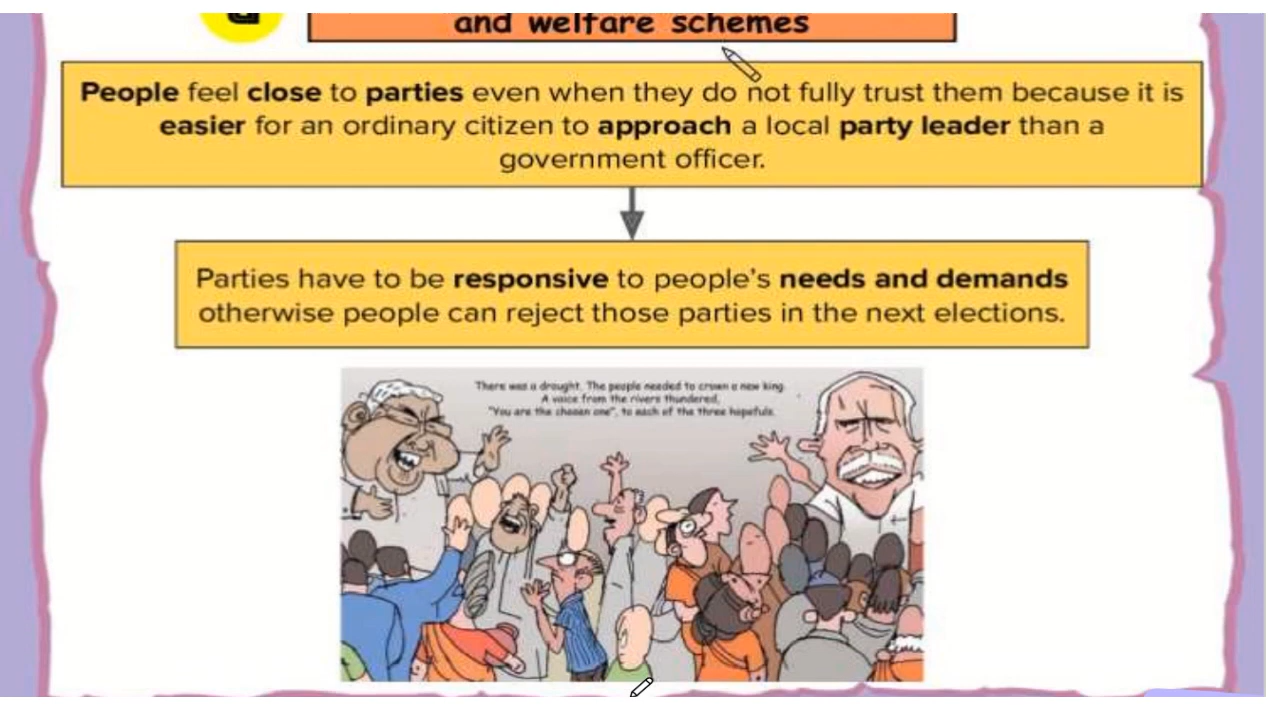 and welfare schemes
People feel close to parties even when they do not fully trust them because it is
easier for an ordinary citizen to approach a local party leader than a
government officer.
Parties have to be responsive to people's needs and demands
otherwise people can reject those parties in the next elections.
There was a drought. The people needed to crown a new king.
A voice from the rivers thundered,
"You are the chosen one", to each of the three hopefuls.